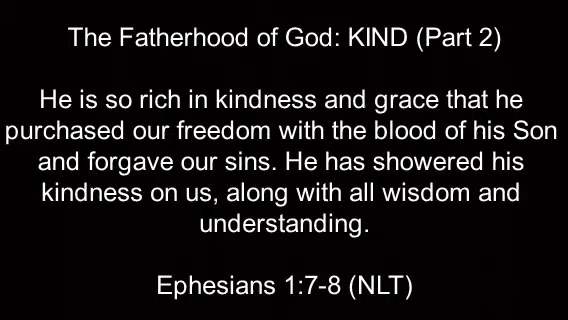 The Fatherhood of God: KIND (Part 2)
He is so rich in kindness and grace that he
purchased our freedom with the blood of his Son
and forgave our sins. He has showered his
kindness on us, along with all wisdom and
understanding.
Ephesians 1:7-8 (NLT)